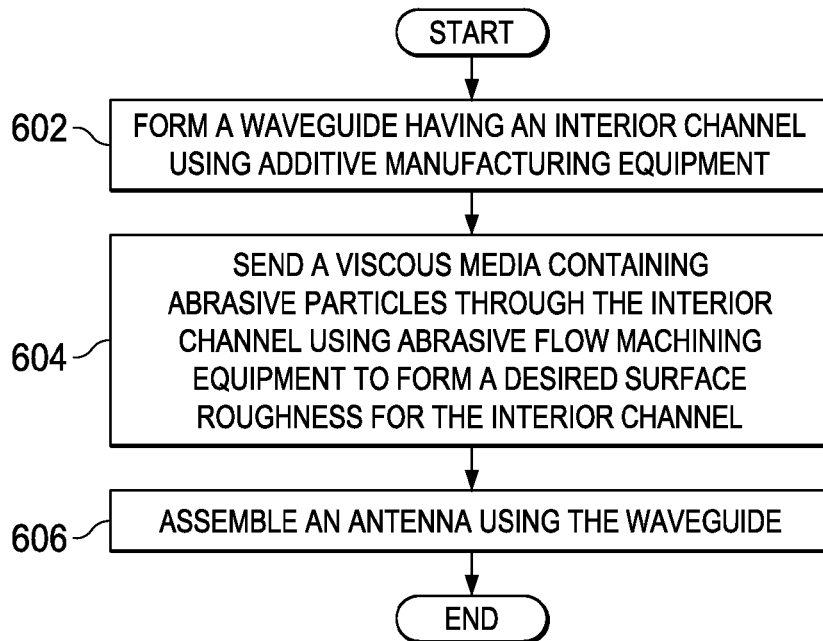 START
602
FORM A WAVEGUIDE HAVING AN INTERIOR CHANNEL
USING ADDITIVE MANUFACTURING EQUIPMENT
604
SEND A VISCOUS MEDIA CONTAINING
ABRASIVE PARTICLES THROUGH THE INTERIOR
CHANNEL USING ABRASIVE FLOW MACHINING
EQUIPMENT TO FORM A DESIRED SURFACE
ROUGHNESS FOR THE INTERIOR CHANNEL
606
ASSEMBLE AN ANTENNA USING THE WAVEGUIDE
END